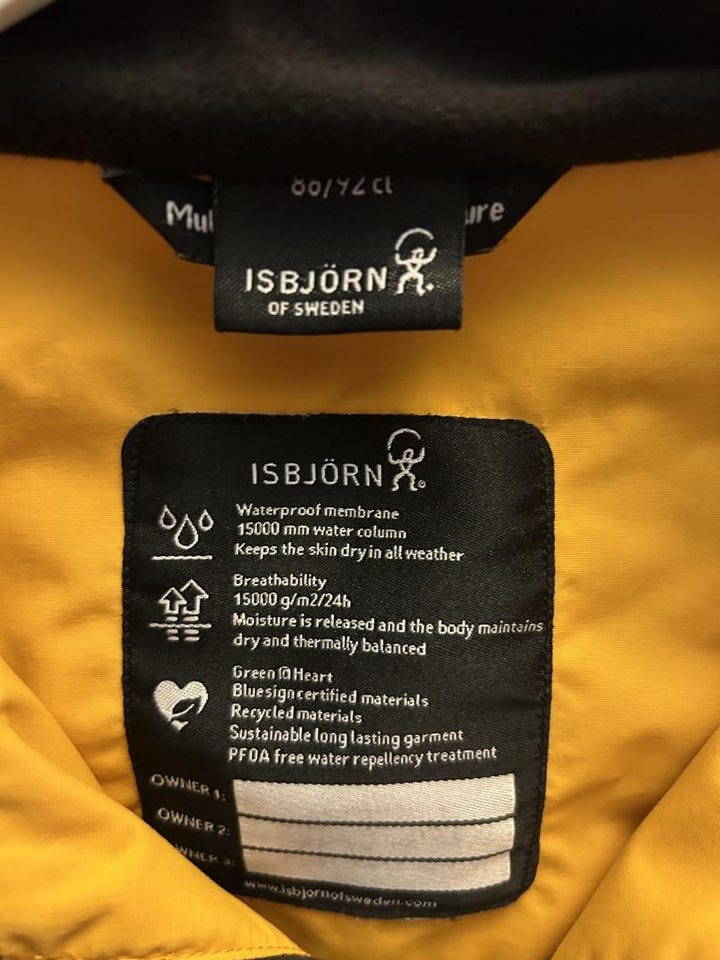 86/92 cl
ISBJÖRN
OF SWEDEN
ISBJÖRN
Waterproof membrane
15000 mm water column
Keeps the skin dry in all weather
Breathability
15000 g/m2/24h
Moisture is released and the body maintains
dry and thermally balanced
Green @ Heart
Bluesign certified materials
Recycled materials
Sustainable long lasting garment
PFOA free water repellency treatment
OWNER 1:
OWNER 2:
OWNER 3:
www.isbjornofsweden.com